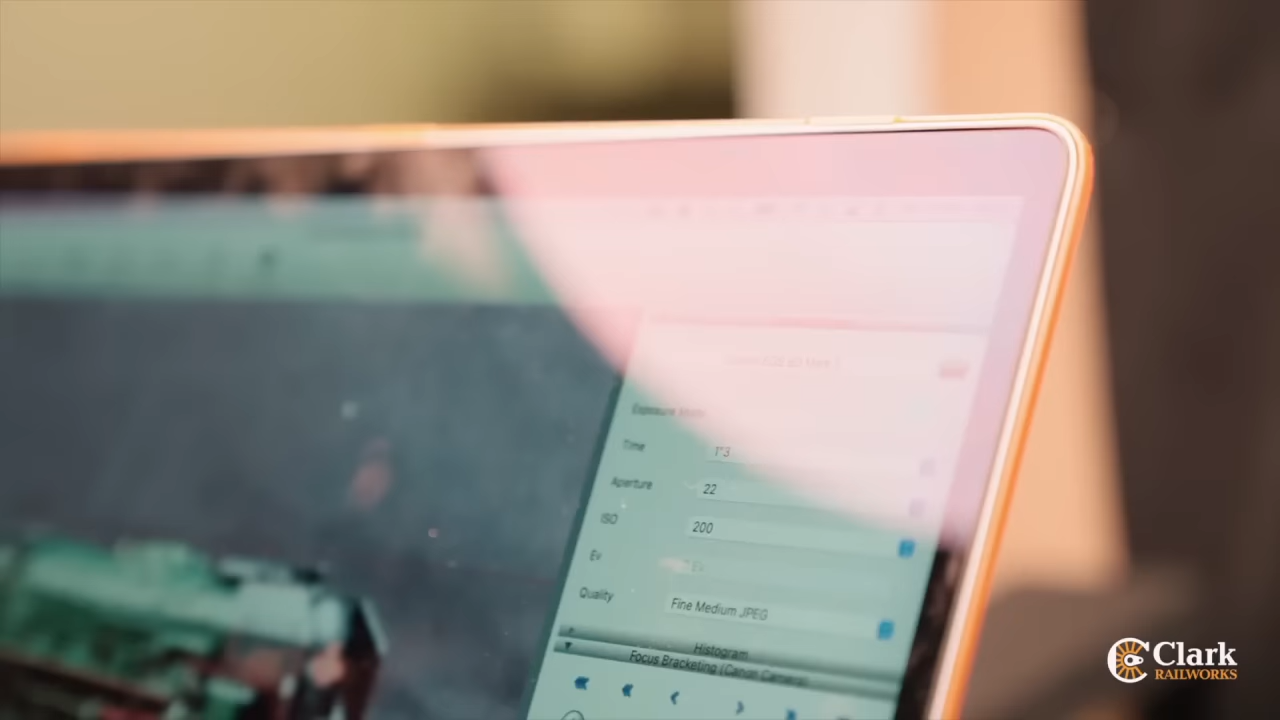 Exposure
Time 1"3
Aperture 22
ISO 200
Ev
Quality Fine Medium JPEG
Histogram
Focus Bracketing (Canon Camera)
Clark
RAILWORKS